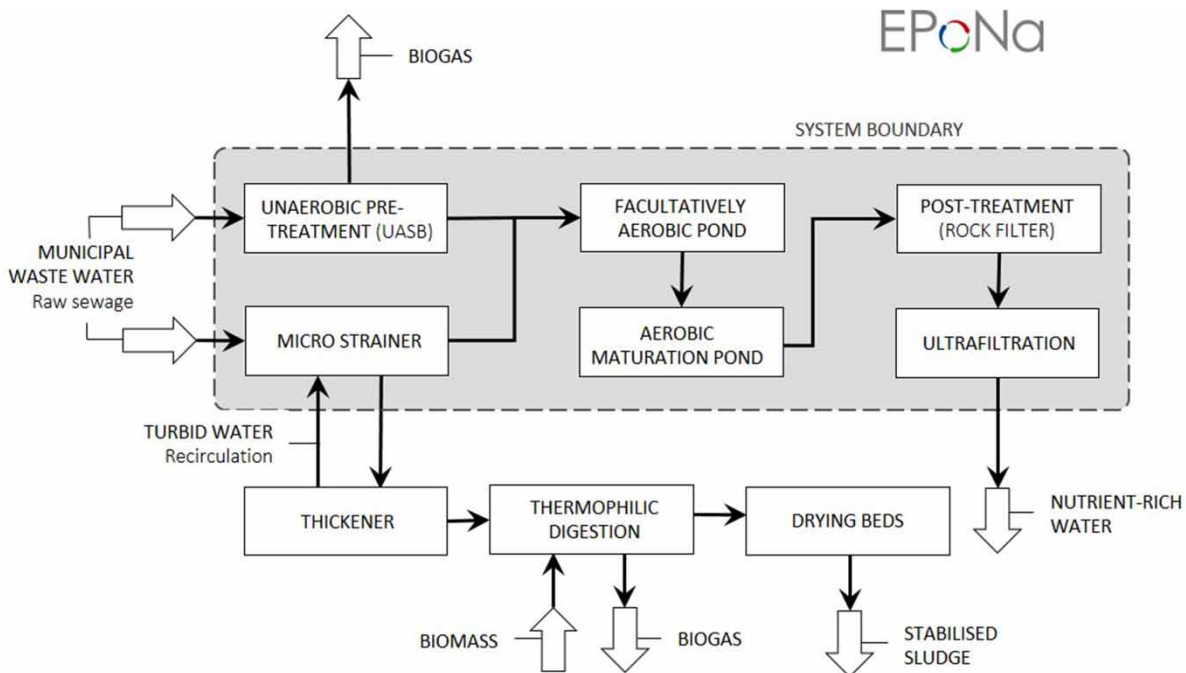 EPoNa
BIOGAS
SYSTEM BOUNDARY
UNAEROBIC PRE-
TREATMENT (UASB)
FACULTATIVELY
AEROBIC POND
POST-TREATMENT
(ROCK FILTER)
MUNICIPAL
WASTE WATER
Raw sewage
MICRO STRAINER
AEROBIC
MATURATION POND
ULTRAFILTRATION
TURBID WATER
Recirculation
THICKENER
THERMOPHILIC
DIGESTION
DRYING BEDS
NUTRIENT-RICH
WATER
BIOMASS
BIOGAS
STABILISED
SLUDGE